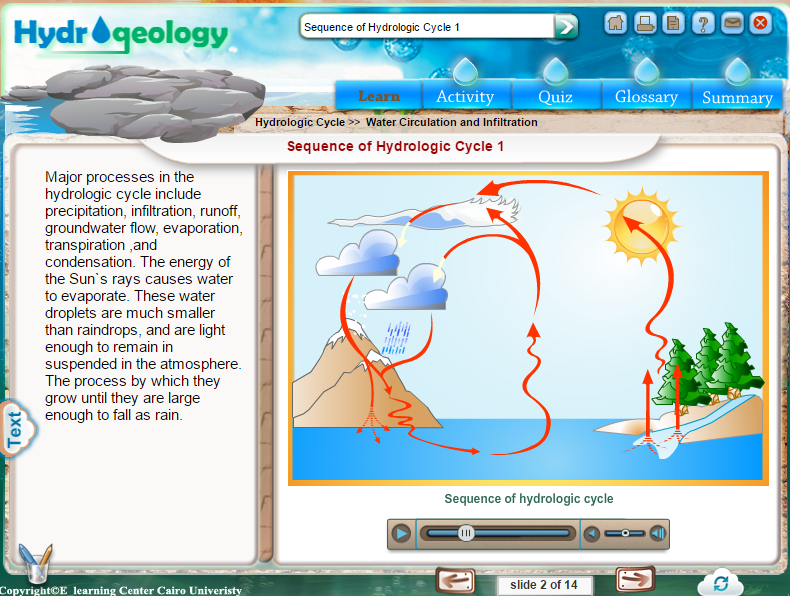 Hydrogeology
Sequence of Hydrologic Cycle 1
Learn
Activity
Quiz
Glossary
Summary
Hydrologic Cycle >> Water Circulation and Infiltration
Sequence of Hydrologic Cycle 1
Major processes in the
hydrologic cycle include
precipitation, infiltration, runoff,
groundwater flow, evaporation,
transpiration ,and
condensation. The energy of
the Sun`s rays causes water
to evaporate. These water
droplets are much smaller
than raindrops, and are light
enough to remain in
suspended in the atmosphere.
The process by which they
grow until they are large
enough to fall as rain.
Text
Sequence of hydrologic cycle
slide 2 of 14
Copyright©E_learning Center Cairo Univeristy